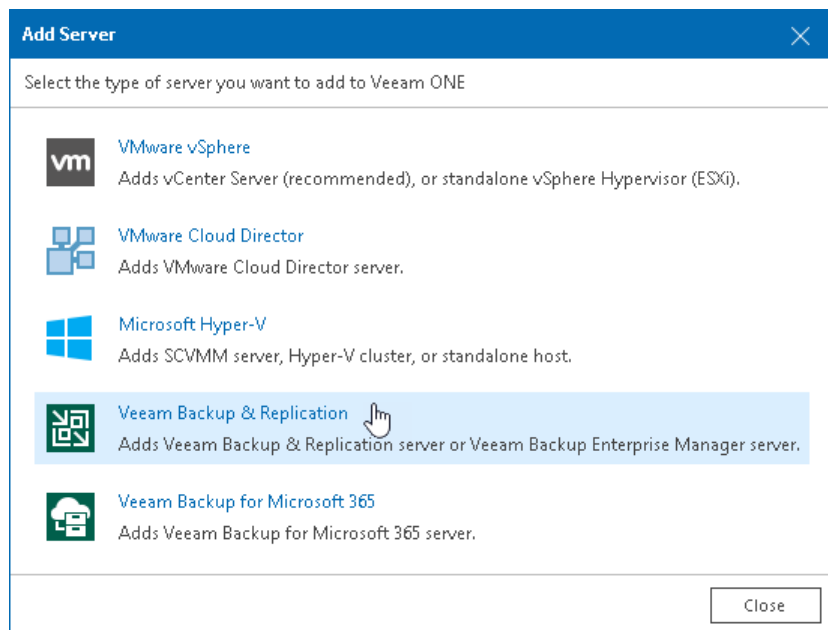 Add Server
Select the type of server you want to add to Veeam ONE
vm
VMware vSphere
Adds vCenter Server (recommended), or standalone vSphere Hypervisor (ESXi).
VMware Cloud Director
Adds VMware Cloud Director server.
Microsoft Hyper-V
Adds SCVMM server, Hyper-V cluster, or standalone host.
Veeam Backup & Replication
Adds Veeam Backup & Replication server or Veeam Backup Enterprise Manager server.
Veeam Backup for Microsoft 365
Adds Veeam Backup for Microsoft 365 server.
Close